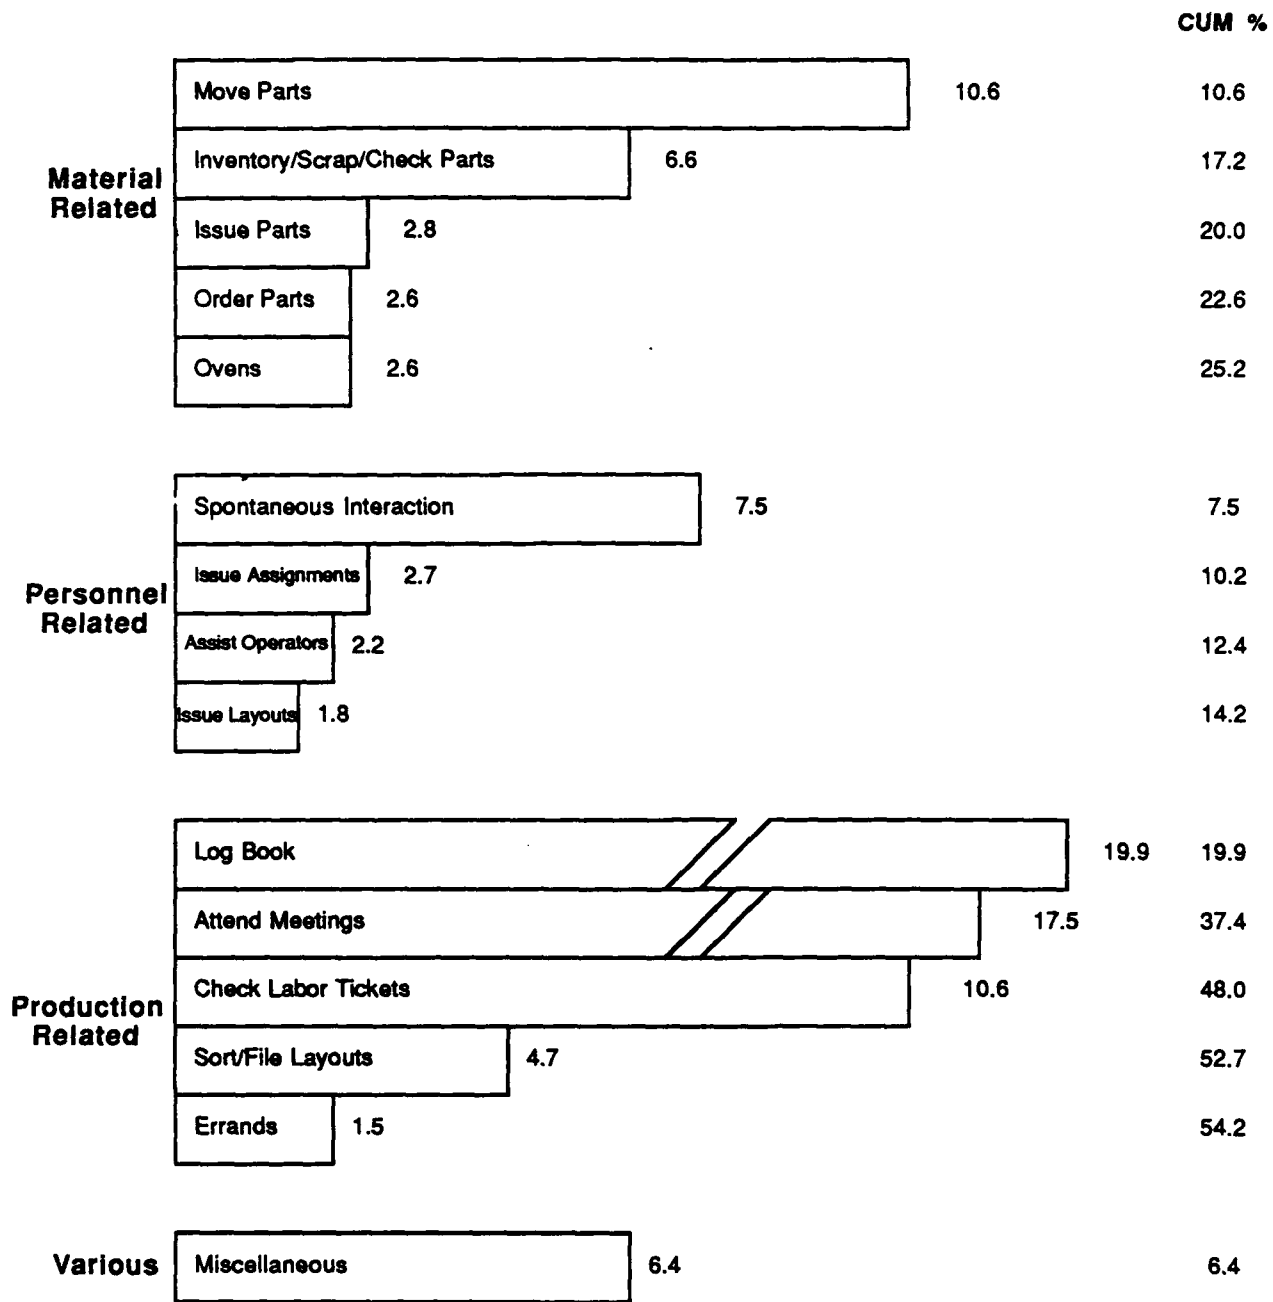 CUM %
Move Parts 10.6 10.6
Inventory/Scrap/Check Parts 6.6 17.2
Material
Related
Issue Parts 2.8 20.0
Order Parts 2.6 22.6
Ovens 2.6 25.2
Spontaneous Interaction 7.5 7.5
Issue Assignments 2.7 10.2
Personnel
Related
Assist Operators 2.2 12.4
Issue Layouts 1.8 14.2
Log Book 19.9 19.9
Attend Meetings 17.5 37.4
Check Labor Tickets 10.6 48.0
Production
Related
Sort/File Layouts 4.7 52.7
Errands 1.5 54.2
Various Miscellaneous 6.4 6.4